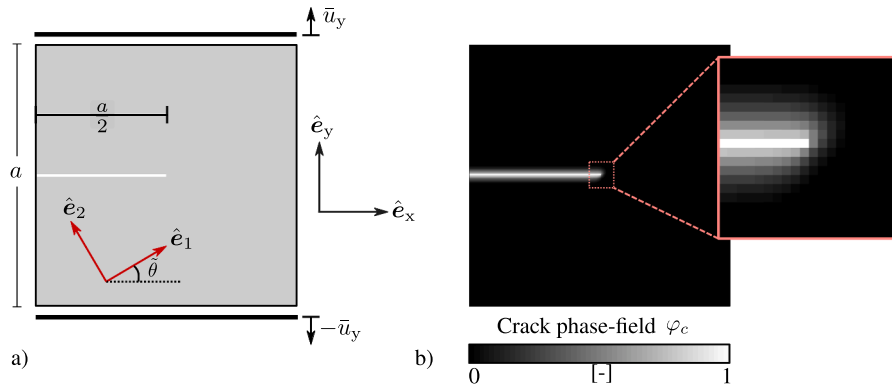 ū_y
a/2
a
ê_y
ê_x
ê_2
ê_1
θ̃
−ū_y
a)
Crack phase-field φ_c
0
[-]
1
b)